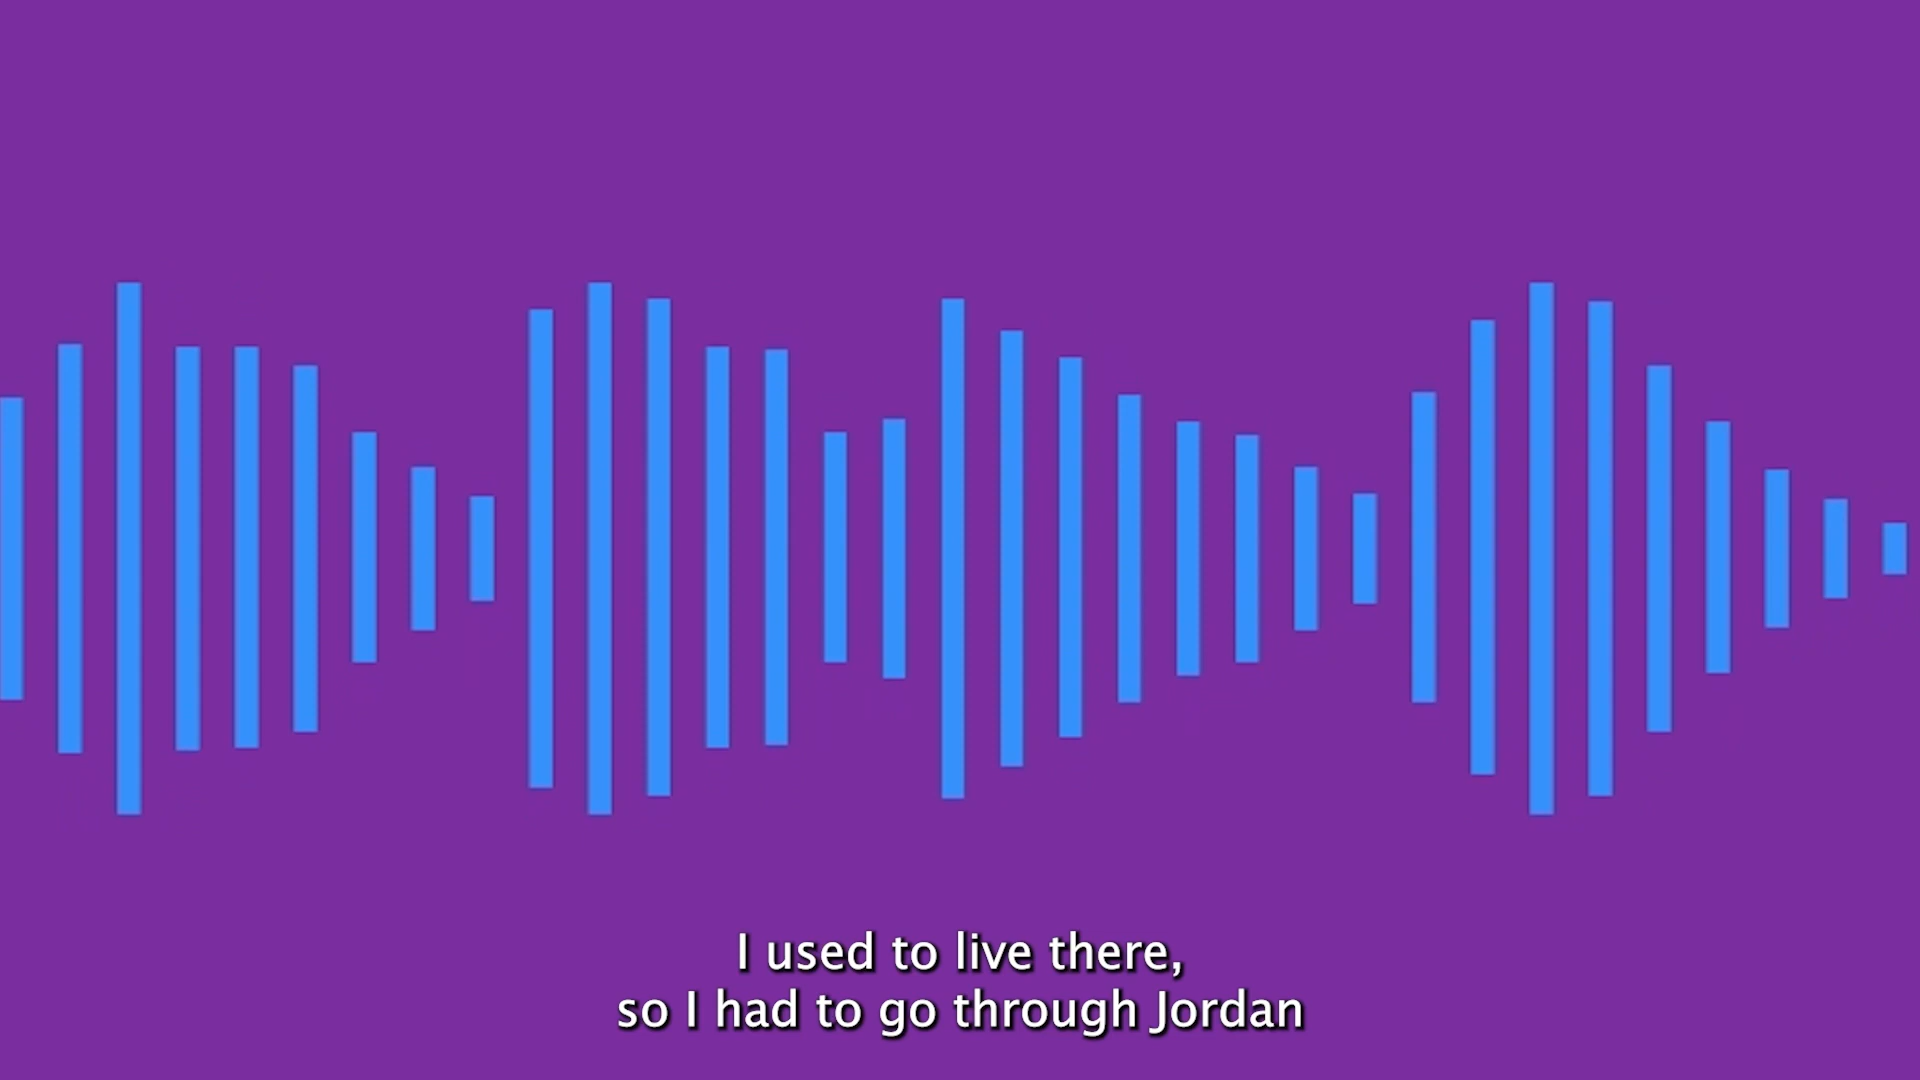 I used to live there,
so I had to go through Jordan